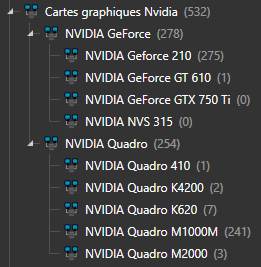 Cartes graphiques Nvidia (532)
NVIDIA GeForce (278)
NVIDIA Geforce 210 (275)
NVIDIA GeForce GT 610 (1)
NVIDIA GeForce GTX 750 Ti (0)
NVIDIA NVS 315 (0)
NVIDIA Quadro (254)
NVIDIA Quadro 410 (1)
NVIDIA Quadro K4200 (2)
NVIDIA Quadro K620 (7)
NVIDIA Quadro M1000M (241)
NVIDIA Quadro M2000 (3)